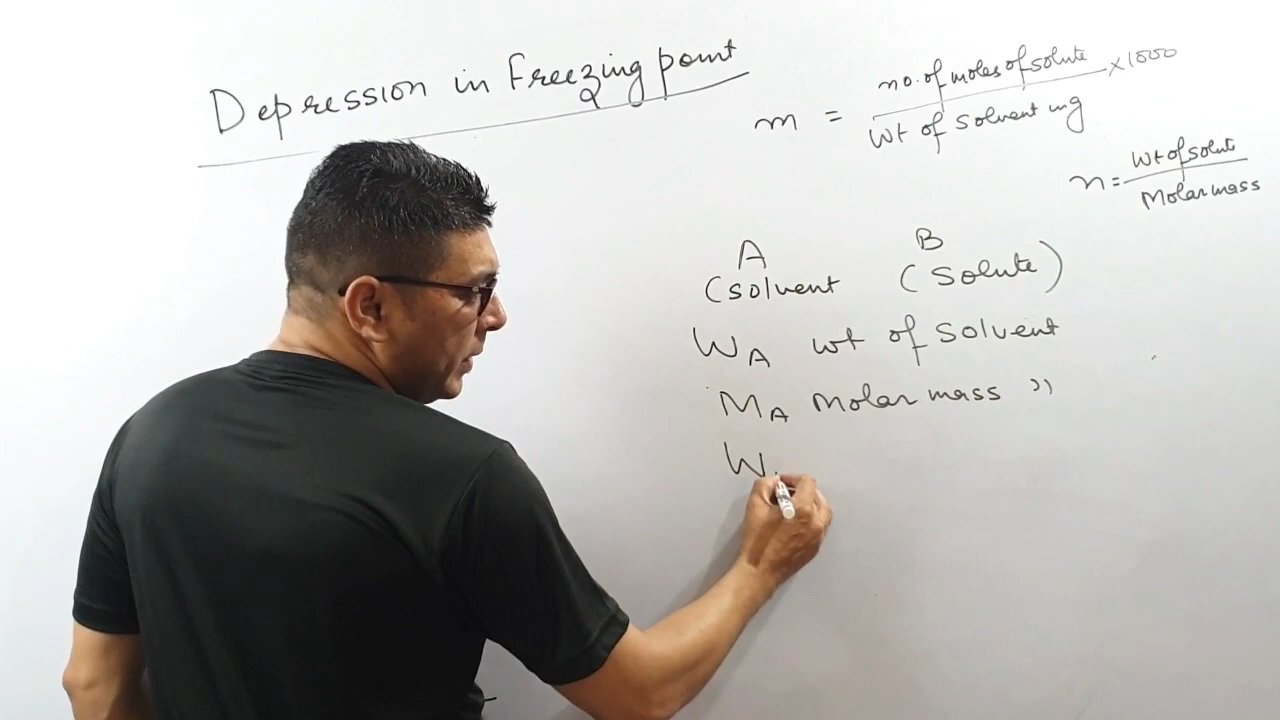 Depression in Freezing point
m = no. of moles of solute / Wt of Solvent in g × 1000
n = Wt of solut / Molar mass
A B
(solvent (Solute)
WA wt of Solvent
MA Molar mass "
W